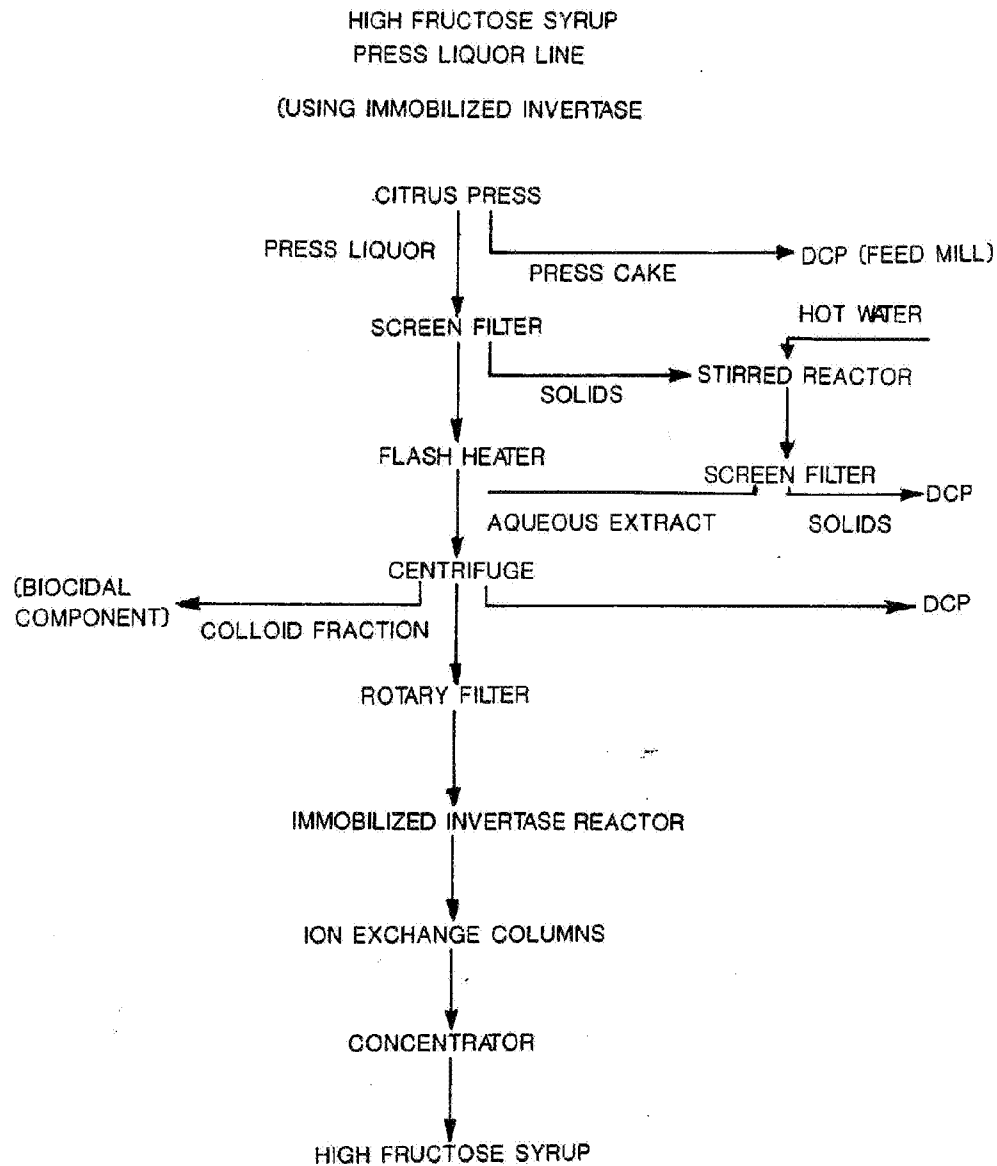 HIGH FRUCTOSE SYRUP
PRESS LIQUOR LINE
(USING IMMOBILIZED INVERTASE
CITRUS PRESS
PRESS LIQUOR
PRESS CAKE
DCP (FEED MILL)
HOT WATER
SCREEN FILTER
SOLIDS
STIRRED REACTOR
FLASH HEATER
SCREEN FILTER
AQUEOUS EXTRACT
SOLIDS
DCP
CENTRIFUGE
(BIOCIDAL
COMPONENT)
COLLOID FRACTION
DCP
ROTARY FILTER
IMMOBILIZED INVERTASE REACTOR
ION EXCHANGE COLUMNS
CONCENTRATOR
HIGH FRUCTOSE SYRUP